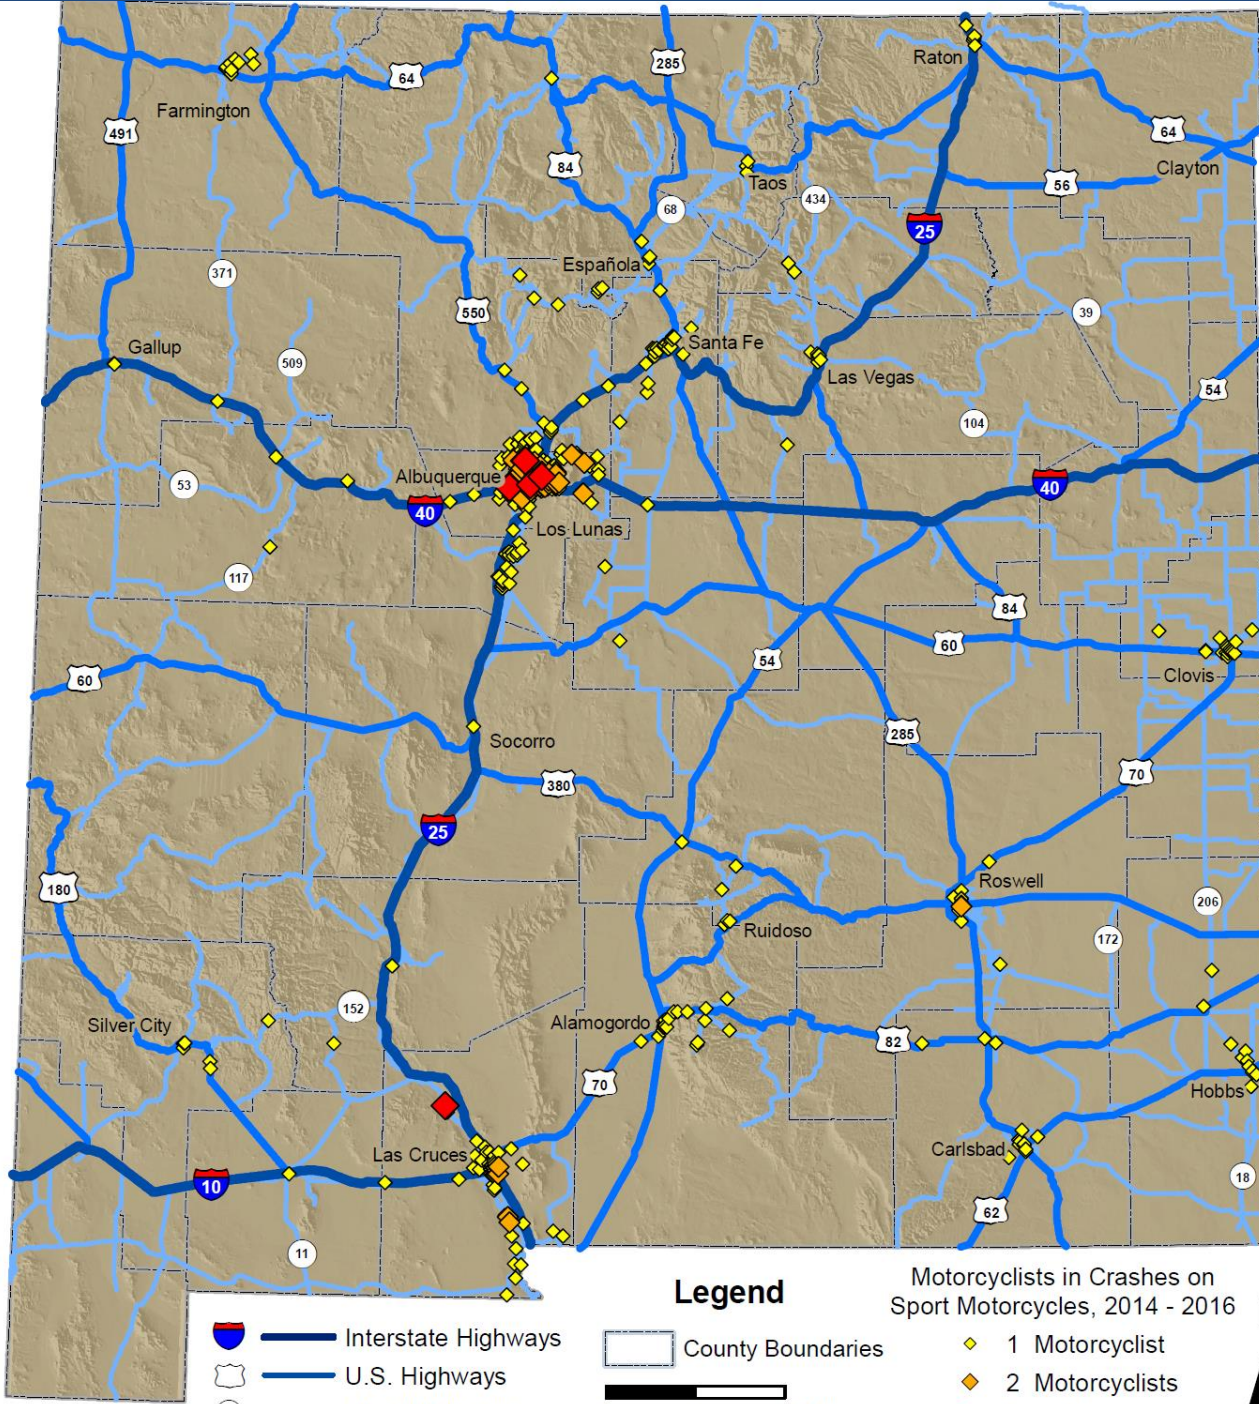 285
Raton
64
Farmington
491
64
84
Clayton
Taos
56
68
434
25
Española
371
550
39
Gallup
Santa Fe
509
Las Vegas
54
104
Albuquerque
53
40
40
Los Lunas
117
84
60
54
60
Clovis
285
Socorro
70
380
25
180
Roswell
206
Ruidoso
172
152
Silver City
Alamogordo
82
70
Hobbs
Las Cruces
Carlsbad
10
18
62
11
Legend
Motorcyclists in Crashes on
Sport Motorcycles, 2014 - 2016
Interstate Highways
County Boundaries
1 Motorcyclist
U.S. Highways
2 Motorcyclists